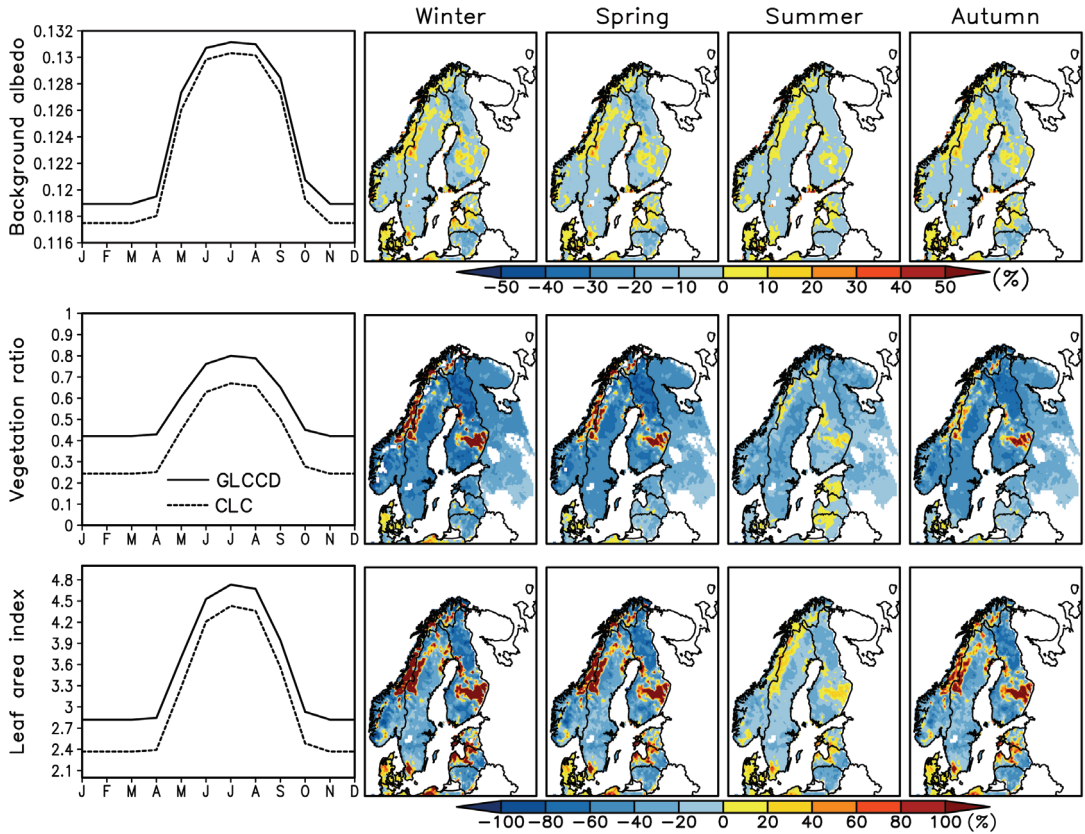 Winter Spring Summer Autumn
Background albedo
0.132
0.13
0.128
0.126
0.124
0.122
0.12
0.118
0.116
J F M A M J J A S O N D
-50 -40 -30 -20 -10 0 10 20 30 40 50 (%)
Vegetation ratio
1
0.9
0.8
0.7
0.6
0.5
0.4
0.3
0.2
0.1
0
GLCCD
CLC
J F M A M J J A S O N D
Leaf area index
4.8
4.5
4.2
3.9
3.6
3.3
3
2.7
2.4
2.1
J F M A M J J A S O N D
-100 -80 -60 -40 -20 0 20 40 60 80 100 (%)